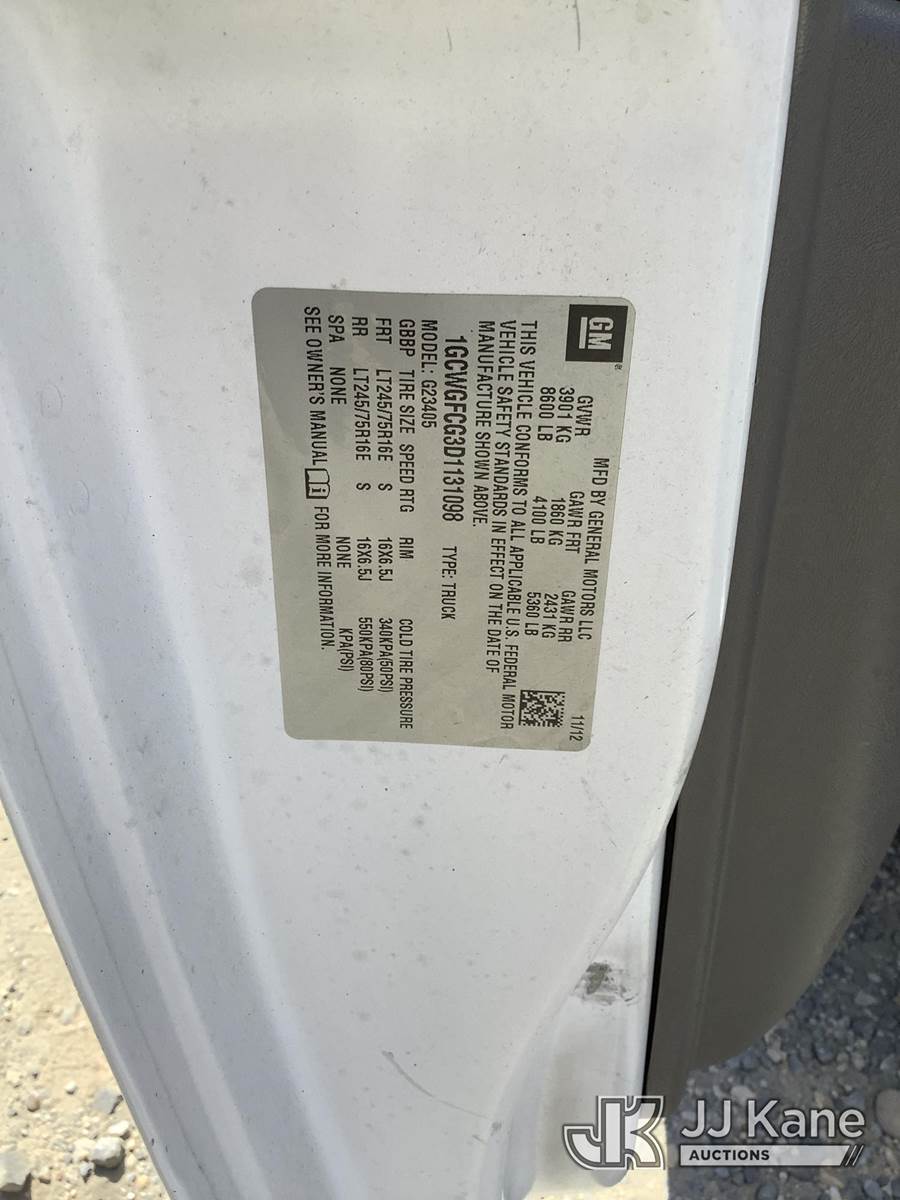 GM
MFD BY GENERAL MOTORS LLC 11/12
GVWR GAWR FRT GAWR RR
3901 KG 1860 KG 2431 KG
8600 LB 4100 LB 5360 LB
THIS VEHICLE CONFORMS TO ALL APPLICABLE U.S. FEDERAL MOTOR
VEHICLE SAFETY STANDARDS IN EFFECT ON THE DATE OF
MANUFACTURE SHOWN ABOVE.
1GCWGFCG3D1131098 TYPE: TRUCK
MODEL: G23405
GBBP TIRE SIZE SPEED RTG RIM COLD TIRE PRESSURE
FRT LT245/75R16E S 16X6.5J 340KPA(50PSI)
RR LT245/75R16E S 16X6.5J 550KPA(80PSI)
SPA NONE NONE KPA(PSI)
SEE OWNER'S MANUAL FOR MORE INFORMATION.
JK JJ Kane
AUCTIONS